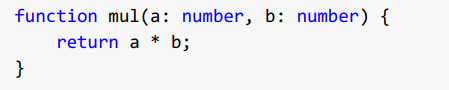 function mul(a: number, b: number) {
    return a * b;
}